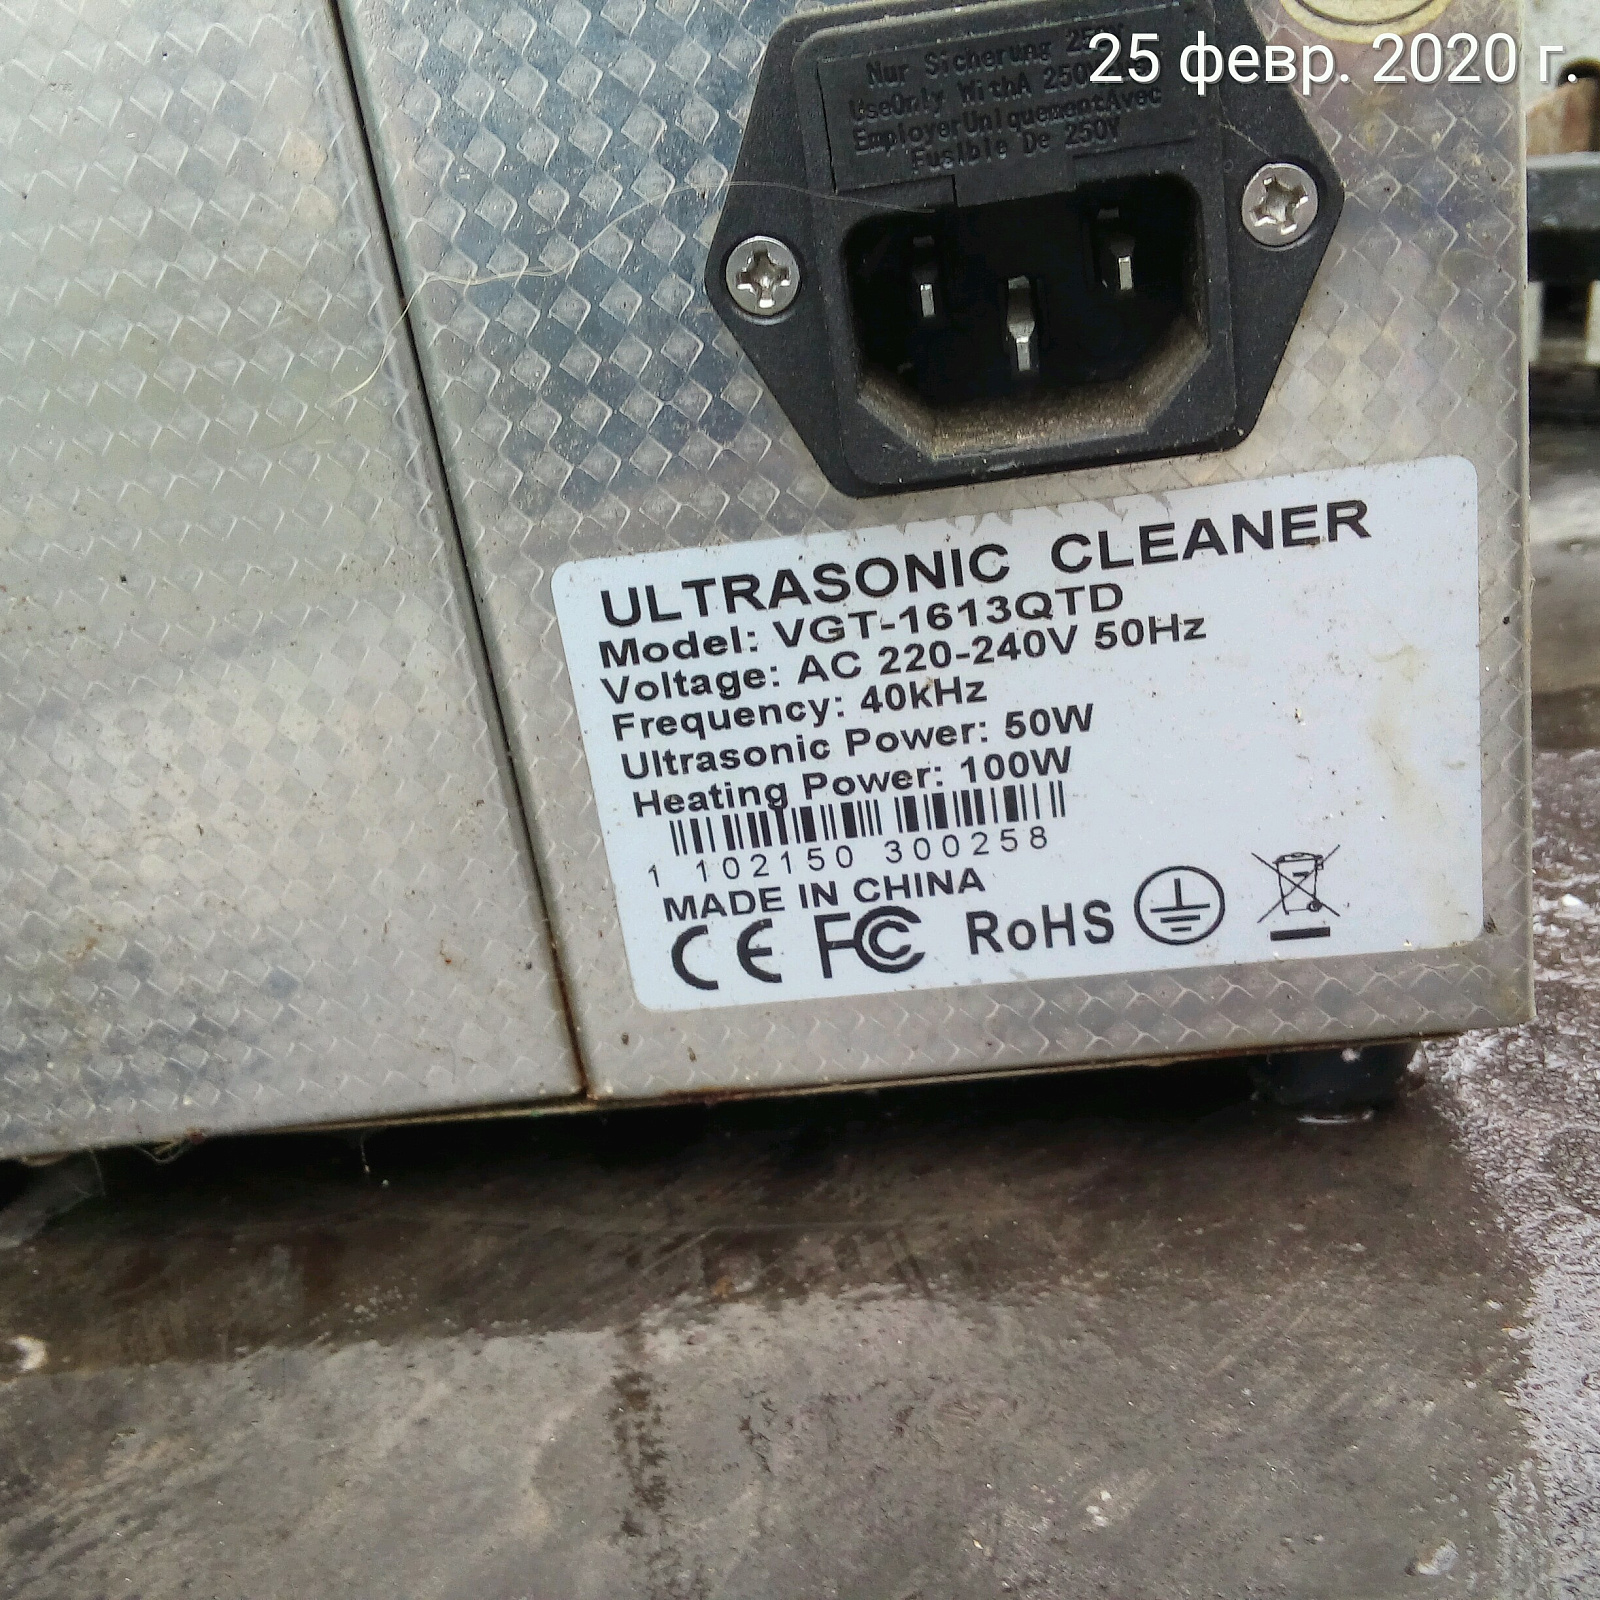 25 февр. 2020 г.
Nur Sicherung
UseOnly WithA 250V
EmployerUniquementAvec
Fusible De 250V
ULTRASONIC CLEANER
Model: VGT-1613QTD
Voltage: AC 220-240V 50Hz
Frequency: 40kHz
Ultrasonic Power: 50W
Heating Power: 100W
1 102150 300258
MADE IN CHINA
CE FC RoHS